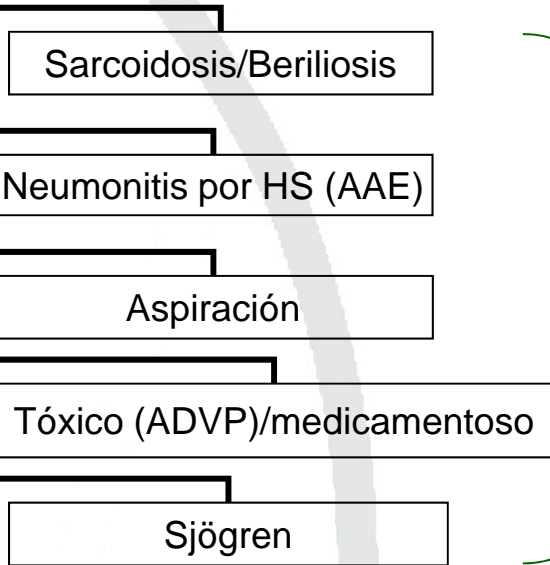 Sarcoidosis/Beriliosis
Neumonitis por HS (AAE)
Aspiración
Tóxico (ADVP)/medicamentoso
Sjögren